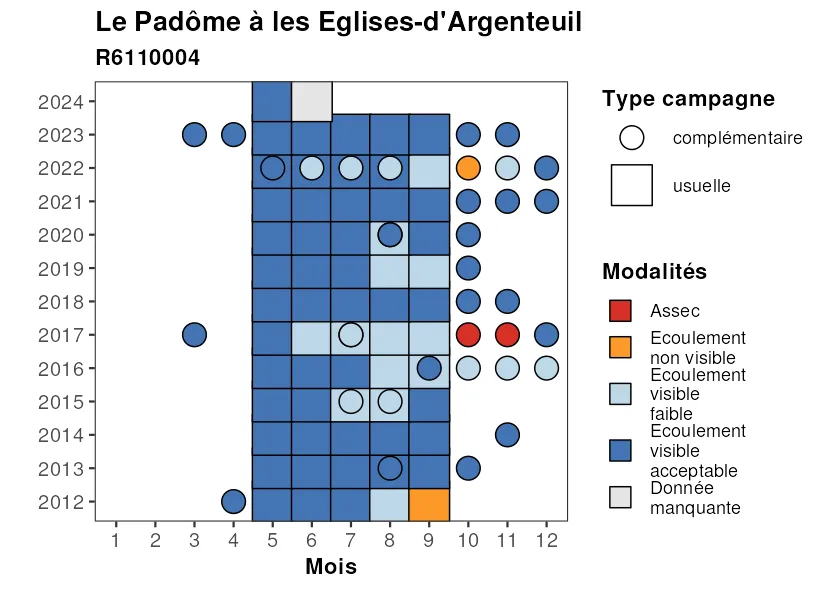 Le Padôme à les Eglises-d'Argenteuil
R6110004
2024
2023
2022
2021
2020
2019
2018
2017
2016
2015
2014
2013
2012
1 2 3 4 5 6 7 8 9 10 11 12
Mois
Type campagne
complémentaire
usuelle
Modalités
Assec
Ecoulement
non visible
Ecoulement
visible
faible
Ecoulement
visible
acceptable
Donnée
manquante